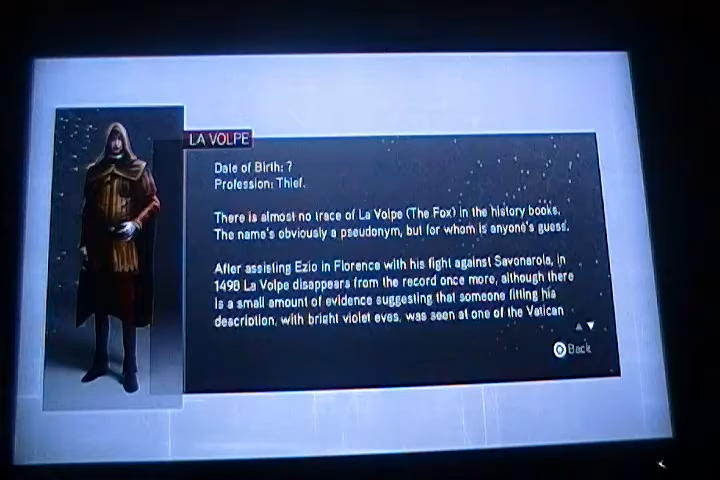 LA VOLPE
Date of Birth: ?
Profession: Thief.
There is almost no trace of La Volpe (The Fox) in the history books.
The name's obviously a pseudonym, but for whom is anyone's guess.
After assisting Ezio in Florence with his fight against Savonarola, in
1498 La Volpe disappears from the record once more, although there
is a small amount of evidence suggesting that someone fitting his
description, with bright violet eyes, was seen at one of the Vatican
Back